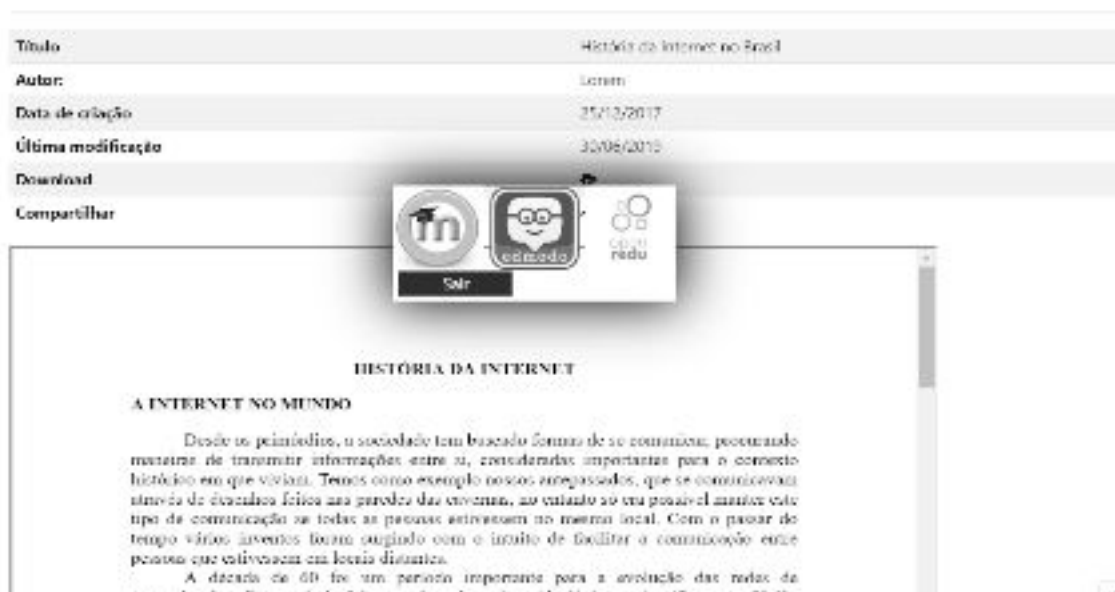 Título História da Internet no Brasil
Autor: Lorem
Data de criação 25/12/2017
Última modificação 30/06/2019
Download
Compartilhar
m edmodo
redu
Sair
HISTÓRIA DA INTERNET
A INTERNET NO MUNDO
Desde os primórdios, a sociedade tem buscado formas de se comunicar, procurando
maneiras de transmitir informações entre si, consideradas importantes para o contexto
histórico em que viviam. Temos como exemplo nossos antepassados, que se comunicavam
através de desenhos feitos nas paredes das cavernas, no entanto só era possível manter este
tipo de comunicação se todas as pessoas estivessem no mesmo local. Com o passar do
tempo vários inventos foram surgindo com o intuito de facilitar a comunicação entre
pessoas que estivessem em locais distantes.
A década de 60 foi um período importante para a evolução das redes de